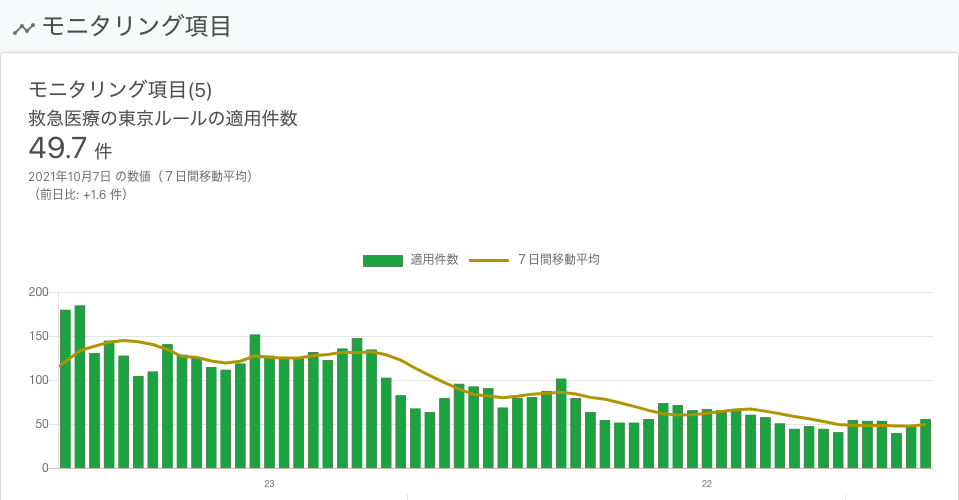 モニタリング項目
モニタリング項目(5)
救急医療の東京ルールの適用件数
49.7 件
2021年10月7日 の数値（７日間移動平均）
（前日比: +1.6 件）
適用件数 ７日間移動平均
200
150
100
50
0
23 22